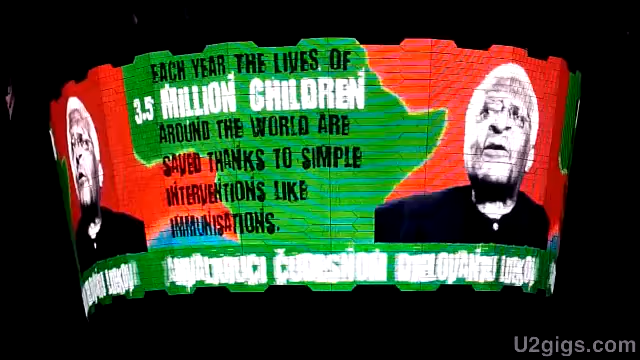 EACH YEAR THE LIVES OF
3.5 MILLION CHILDREN
AROUND THE WORLD ARE
SAVED THANKS TO SIMPLE
INTERVENTIONS LIKE
IMMUNISATIONS.
U2gigs.com